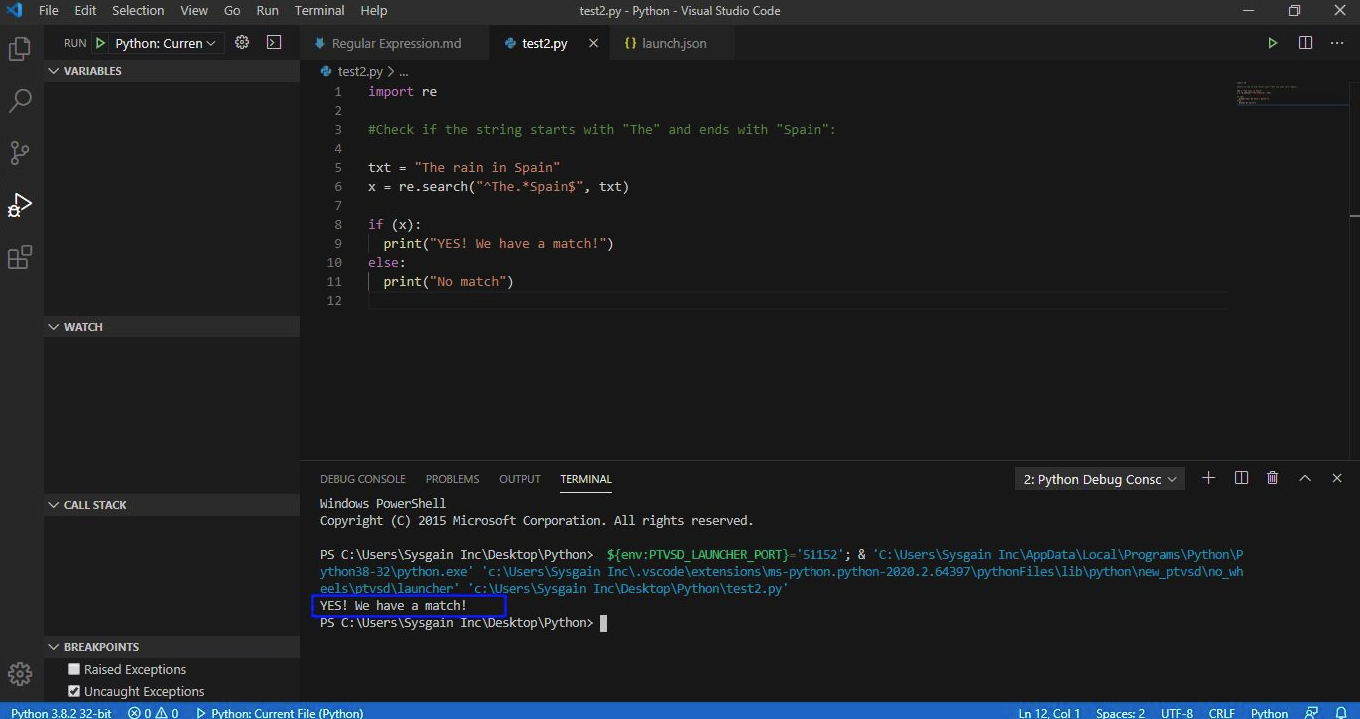 File Edit Selection View Go Run Terminal Help test2.py - Python - Visual Studio Code
RUN Python: Curren
Regular Expression.md test2.py launch.json
VARIABLES
test2.py > ...
1 import re
2
3 #Check if the string starts with "The" and ends with "Spain":
4
5 txt = "The rain in Spain"
6 x = re.search("^The.*Spain$", txt)
7
8 if (x):
9 print("YES! We have a match!")
10 else:
11 print("No match")
12
WATCH
CALL STACK
BREAKPOINTS
Raised Exceptions
Uncaught Exceptions
DEBUG CONSOLE PROBLEMS OUTPUT TERMINAL 2: Python Debug Consc
Windows PowerShell
Copyright (C) 2015 Microsoft Corporation. All rights reserved.
PS C:\Users\Sysgain Inc\Desktop\Python> ${env:PTVSD_LAUNCHER_PORT}='51152'; & 'C:\Users\Sysgain Inc\AppData\Local\Programs\Python\P
ython38-32\python.exe' 'c:\Users\Sysgain Inc\.vscode\extensions\ms-python.python-2020.2.64397\pythonFiles\lib\python\new_ptvsd\no_wh
eels\ptvsd\launcher' 'c:\Users\Sysgain Inc\Desktop\Python\test2.py'
YES! We have a match!
PS C:\Users\Sysgain Inc\Desktop\Python>
Python 3.8.2 32-bit 0 0 Python: Current File (Python) Ln 12, Col 1 Spaces: 2 UTF-8 CRLF Python